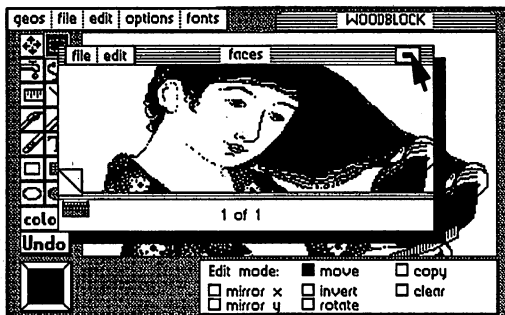 geos file edit options fonts WOODBLOCK
file edit faces
1 of 1
colo
Undo
Edit mode: move copy
mirror x invert clear
mirror y rotate